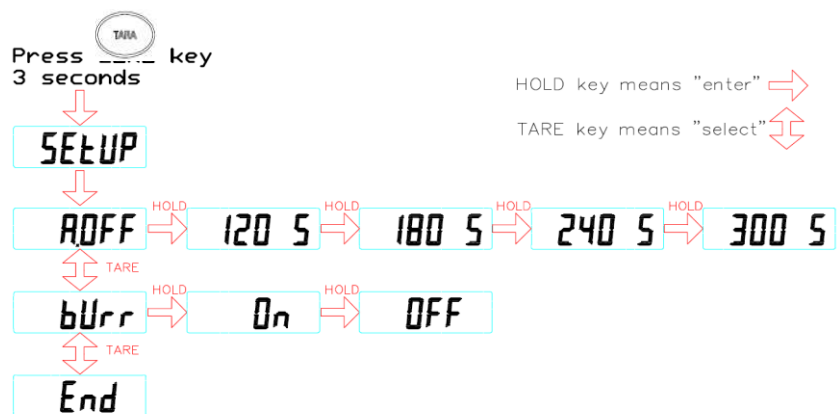 TARA
Press key
3 seconds
HOLD key means "enter"
TARE key means "select"
SEtUP
A.OFF HOLD 120 S HOLD 180 S HOLD 240 S HOLD 300 S
TARE
bUrr HOLD On HOLD OFF
TARE
End